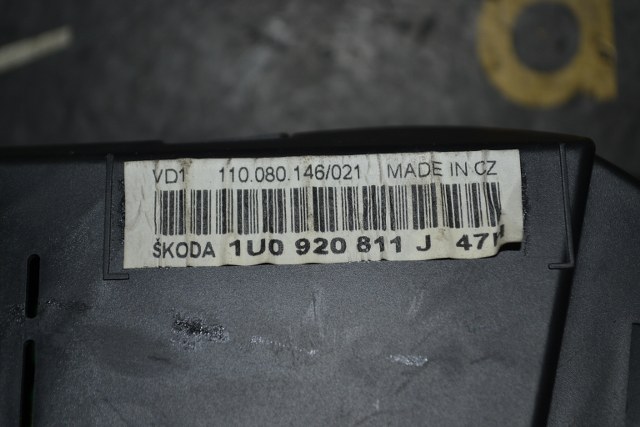 VD1 110.080.146/021 MADE IN CZ
ŠKODA 1U0 920 811 J